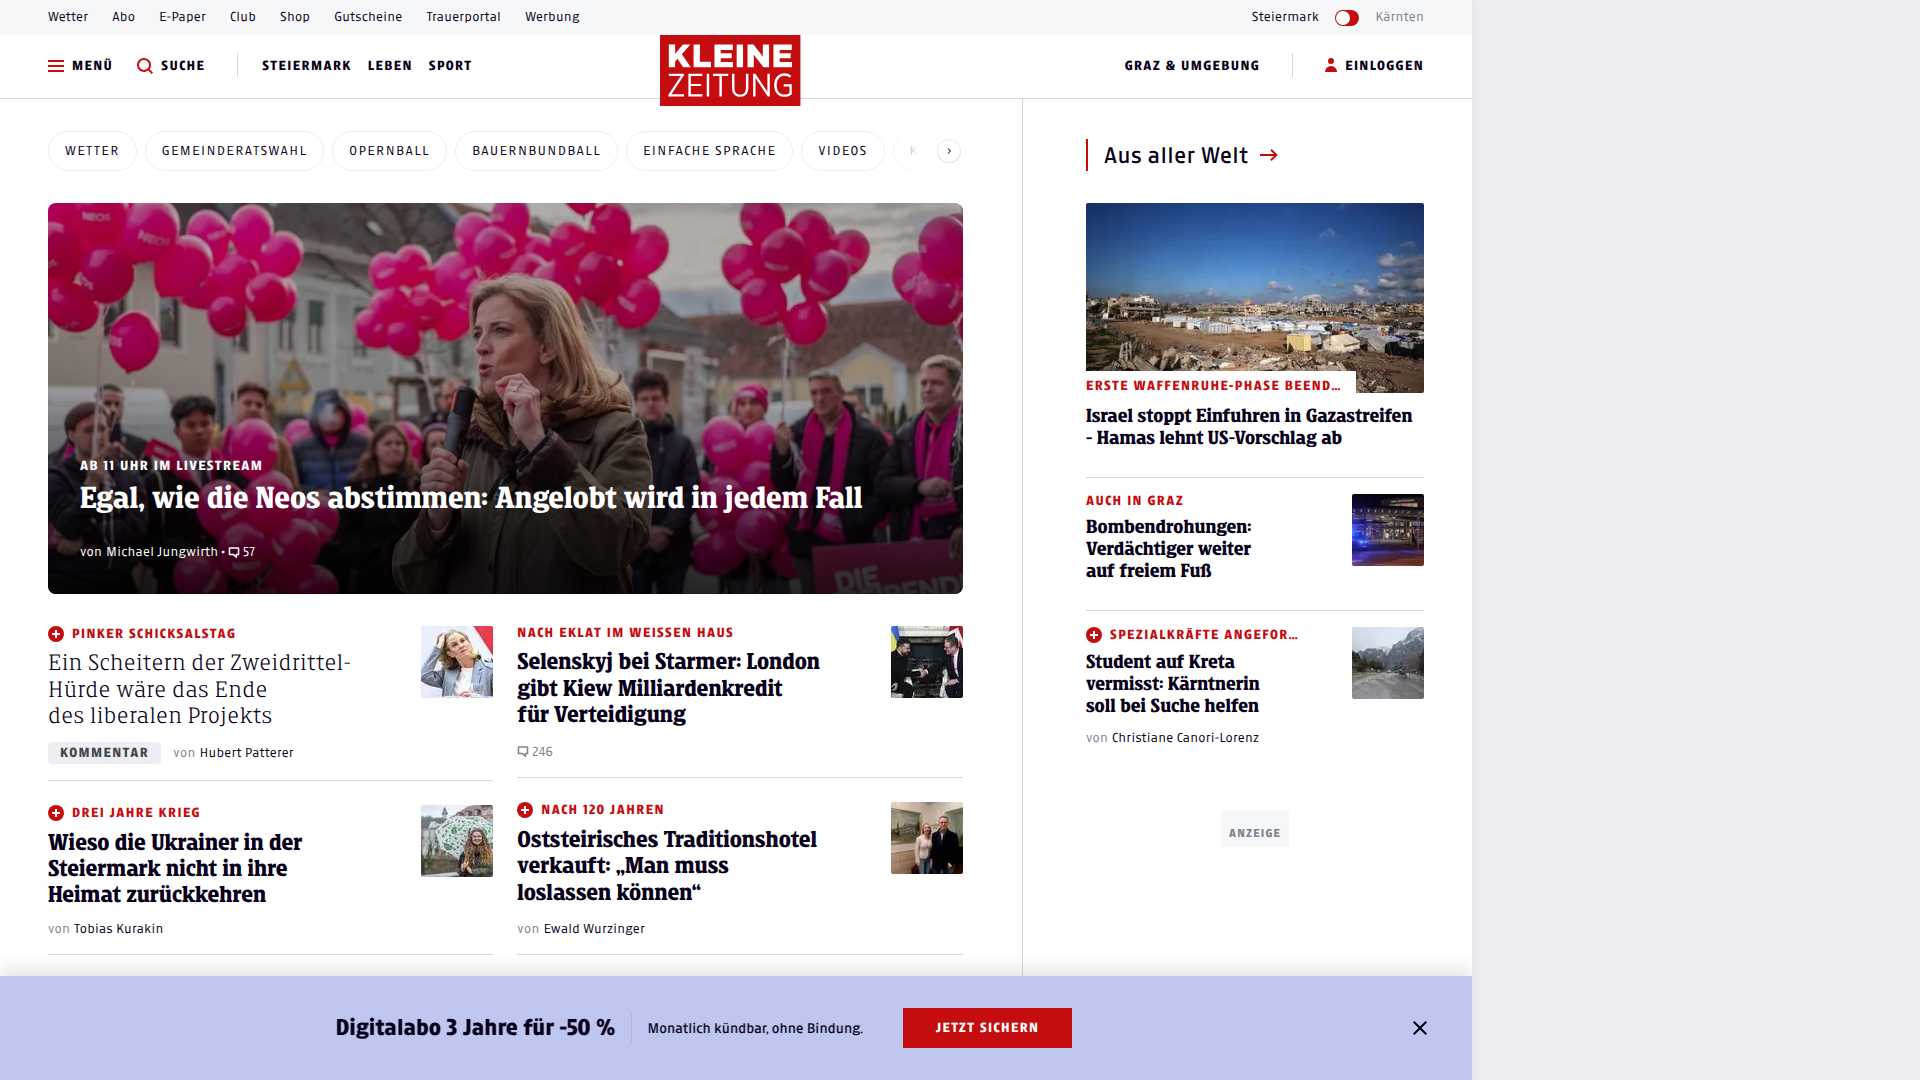 Wetter Abo E-Paper Club Shop Gutscheine Trauerportal Werbung Steiermark Kärnten
MENÜ SUCHE STEIERMARK LEBEN SPORT KLEINE ZEITUNG GRAZ & UMGEBUNG EINLOGGEN
WETTER GEMEINDERATSWAHL OPERNBALL BAUERNBUNDBALL EINFACHE SPRACHE VIDEOS K
AB 11 UHR IM LIVESTREAM
Egal, wie die Neos abstimmen: Angelobt wird in jedem Fall
von Michael Jungwirth • 57
PINKER SCHICKSALSTAG
Ein Scheitern der Zweidrittel-
Hürde wäre das Ende
des liberalen Projekts
KOMMENTAR von Hubert Patterer
NACH EKLAT IM WEISSEN HAUS
Selenskyj bei Starmer: London
gibt Kiew Milliardenkredit
für Verteidigung
246
DREI JAHRE KRIEG
Wieso die Ukrainer in der
Steiermark nicht in ihre
Heimat zurückkehren
von Tobias Kurakin
NACH 120 JAHREN
Oststeirisches Traditionshotel
verkauft: „Man muss
loslassen können“
von Ewald Wurzinger
Aus aller Welt
ERSTE WAFFENRUHE-PHASE BEEND...
Israel stoppt Einfuhren in Gazastreifen
- Hamas lehnt US-Vorschlag ab
AUCH IN GRAZ
Bombendrohungen:
Verdächtiger weiter
auf freiem Fuß
SPEZIALKRÄFTE ANGEFOR...
Student auf Kreta
vermisst: Kärntnerin
soll bei Suche helfen
von Christiane Canori-Lorenz
ANZEIGE
Digitalabo 3 Jahre für -50 % Monatlich kündbar, ohne Bindung. JETZT SICHERN